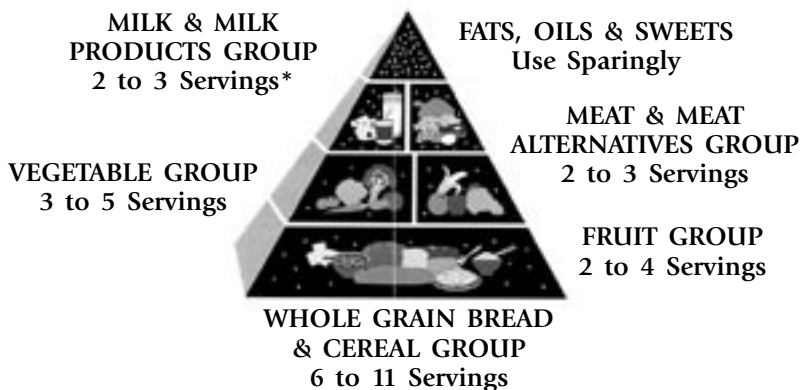 MILK & MILK
PRODUCTS GROUP
2 to 3 Servings*
FATS, OILS & SWEETS
Use Sparingly
MEAT & MEAT
ALTERNATIVES GROUP
2 to 3 Servings
VEGETABLE GROUP
3 to 5 Servings
FRUIT GROUP
2 to 4 Servings
WHOLE GRAIN BREAD
& CEREAL GROUP
6 to 11 Servings